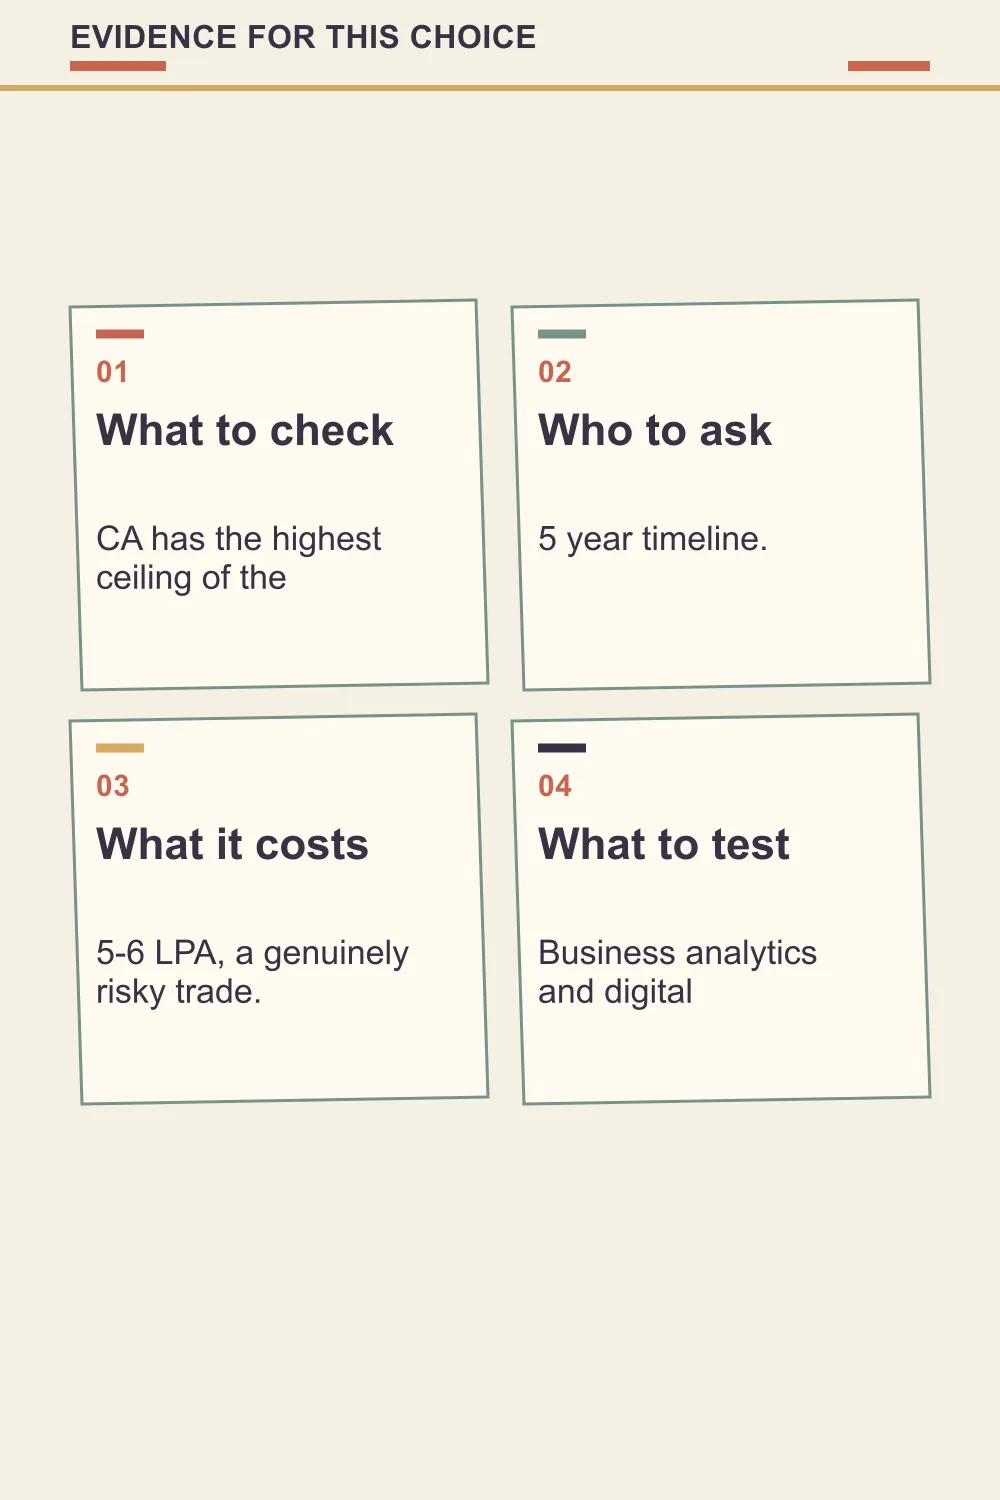 EVIDENCE FOR THIS CHOICE
01
What to check
CA has the highest
ceiling of the
02
Who to ask
5 year timeline.
03
What it costs
5-6 LPA, a genuinely
risky trade.
04
What to test
Business analytics
and digital